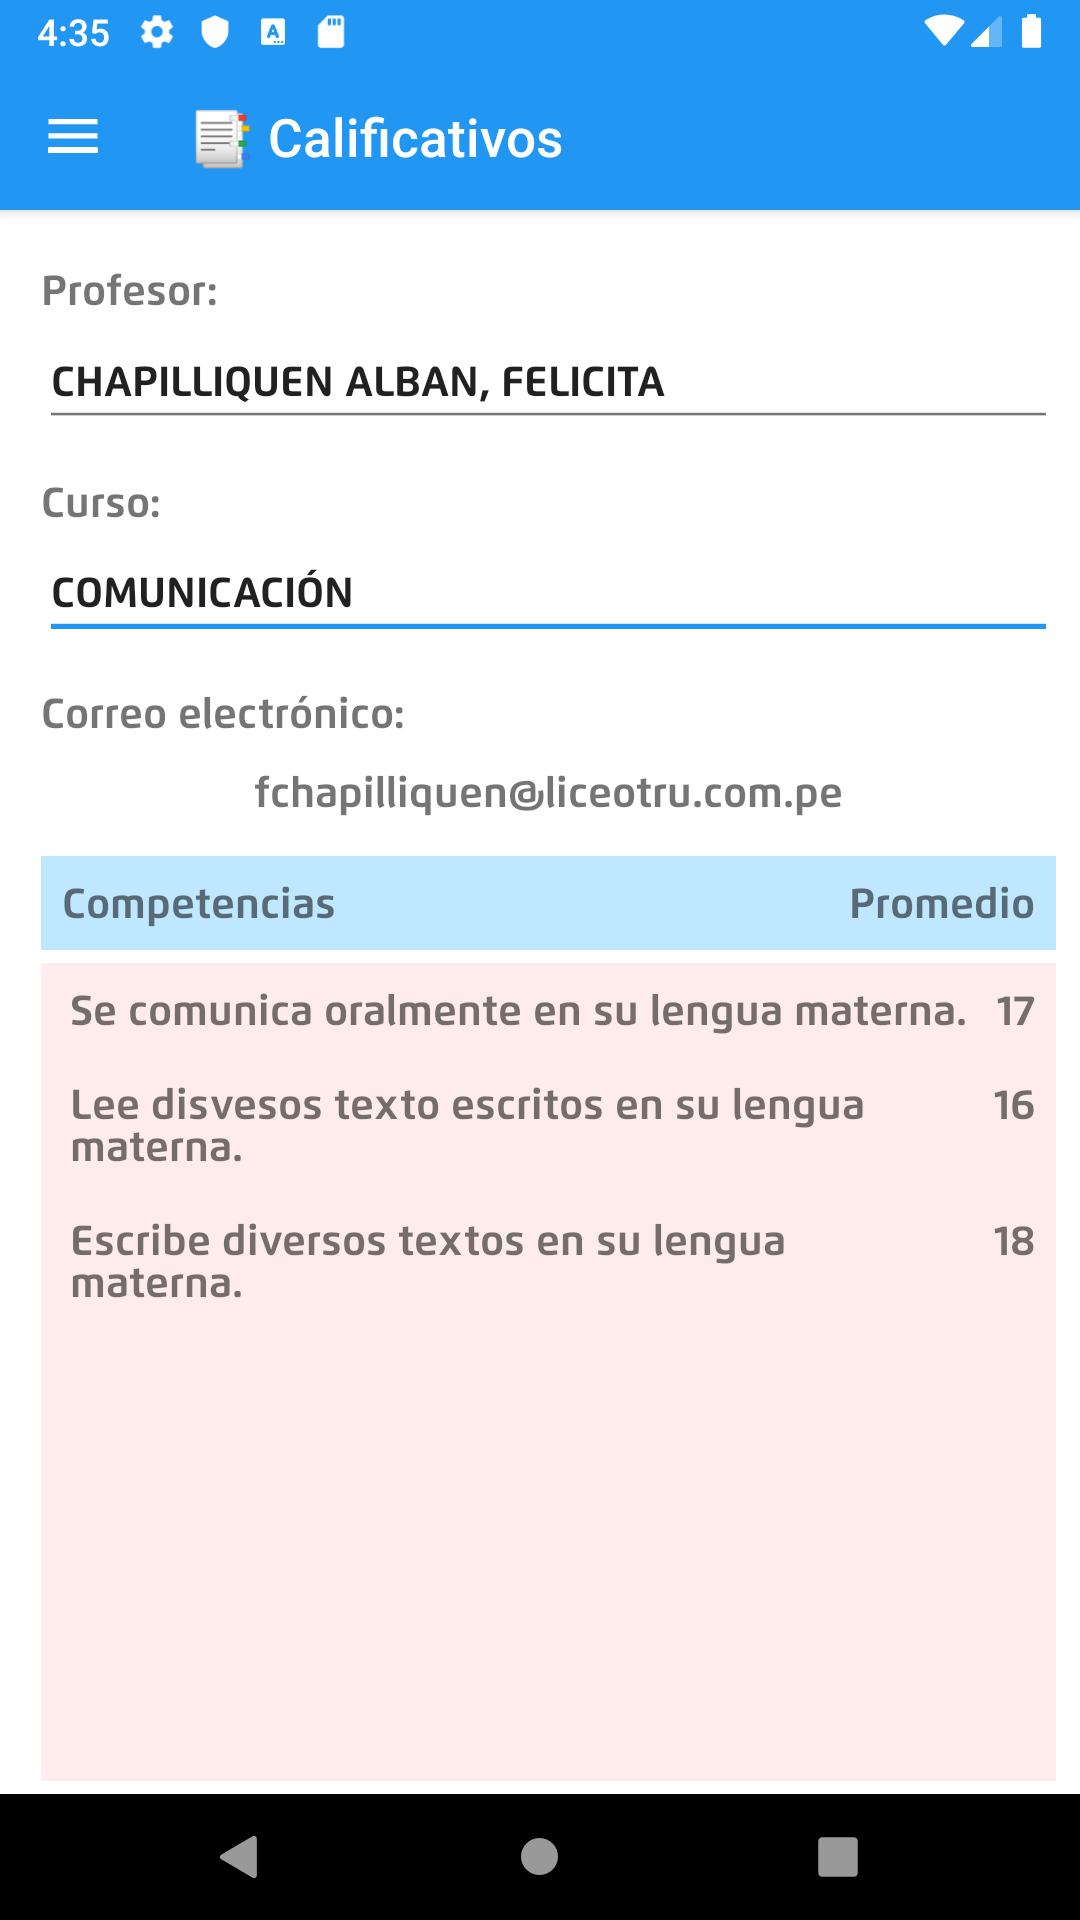 4:35
Calificativos
Profesor:
CHAPILLIQUEN ALBAN, FELICITA
Curso:
COMUNICACIÓN
Correo electrónico:
fchapilliquen@liceotru.com.pe
Competencias Promedio
Se comunica oralmente en su lengua materna. 17
Lee disvesos texto escritos en su lengua 16
materna.
Escribe diversos textos en su lengua 18
materna.